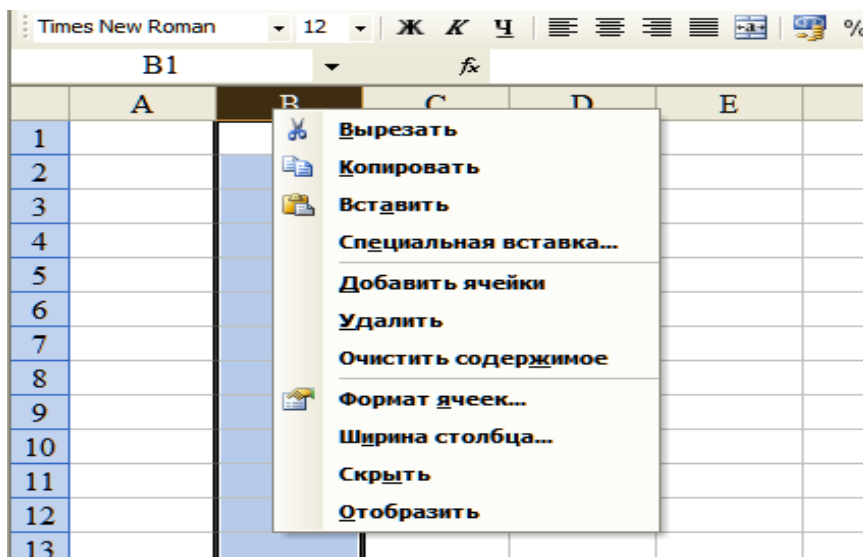 Times New Roman 12 Ж К Ч %
B1 fx
A B C D E
1
Вырезать
2
Копировать
3
Вставить
4
Специальная вставка...
5
Добавить ячейки
6
Удалить
7
Очистить содержимое
8
9
Формат ячеек...
10
Ширина столбца...
11
Скрыть
12
Отобразить
13